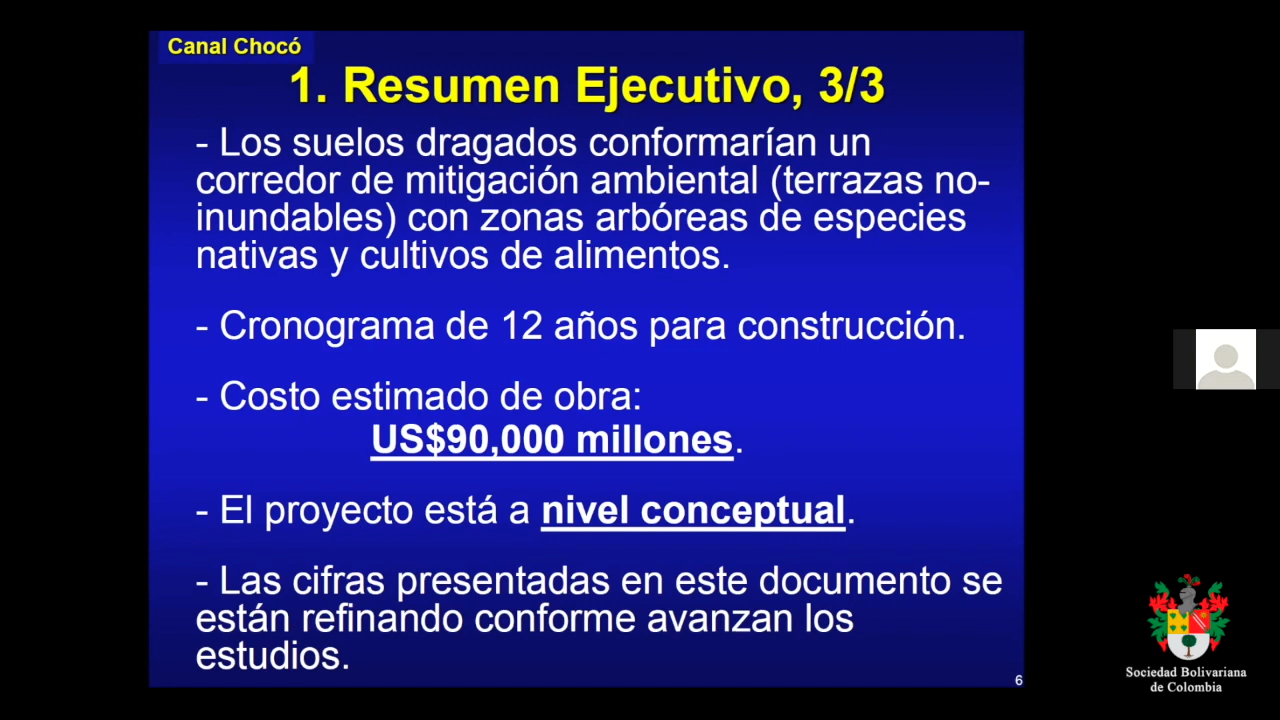 Canal Chocó
1. Resumen Ejecutivo, 3/3
- Los suelos dragados conformarían un
corredor de mitigación ambiental (terrazas no-
inundables) con zonas arbóreas de especies
nativas y cultivos de alimentos.
- Cronograma de 12 años para construcción.
- Costo estimado de obra:
US$90,000 millones.
- El proyecto está a nivel conceptual.
- Las cifras presentadas en este documento se
están refinando conforme avanzan los
estudios.
6
Sociedad Bolivariana
de Colombia